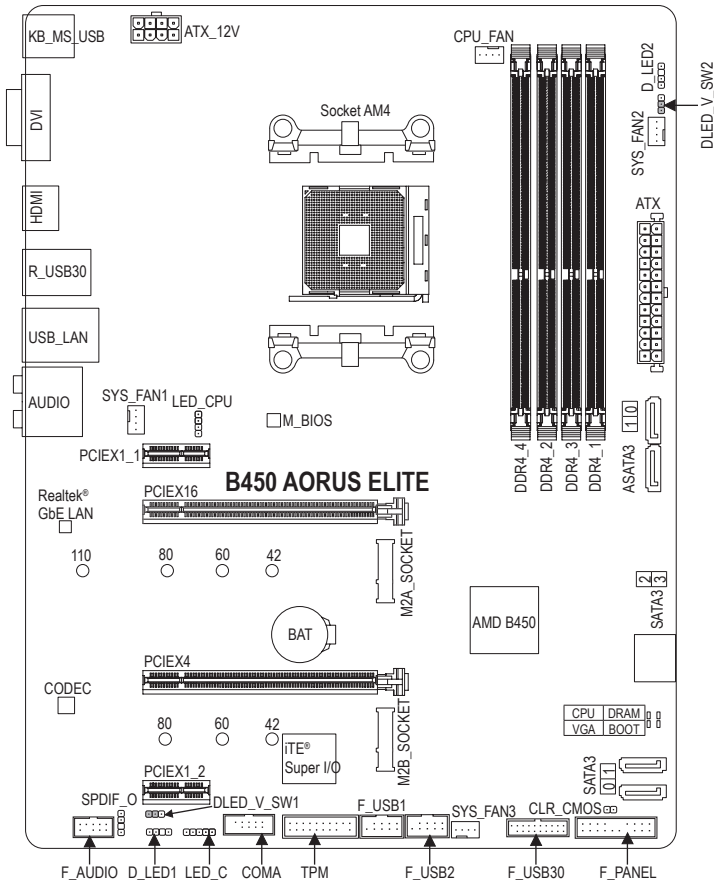 KB_MS_USB
ATX_12V
CPU_FAN
D_LED2
DLED_V_SW2
SYS_FAN2
DVI
Socket AM4
HDMI
ATX
R_USB30
USB_LAN
AUDIO
SYS_FAN1
LED_CPU
M_BIOS
PCIEX1_1
DDR4_4
DDR4_2
DDR4_3
DDR4_1
1 0
ASATA3
B450 AORUS ELITE
Realtek®
GbE LAN
PCIEX16
110
80
60
42
M2A_SOCKET
2 3
SATA3
AMD B450
BAT
PCIEX4
CODEC
80
60
42
M2B_SOCKET
iTE®
Super I/O
CPU DRAM
VGA BOOT
PCIEX1_2
SATA3
0 1
SPDIF_O
DLED_V_SW1
F_USB1
SYS_FAN3
CLR_CMOS
F_AUDIO
D_LED1
LED_C
COMA
TPM
F_USB2
F_USB30
F_PANEL